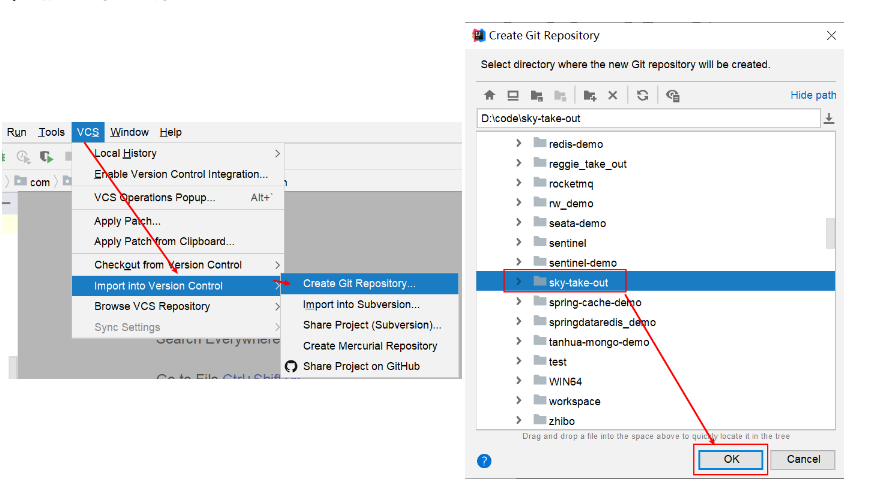 Run Tools VCS Window Help
com
Local History
Enable Version Control Integration...
VCS Operations Popup... Alt+`
Apply Patch...
Apply Patch from Clipboard...
Checkout from Version Control
Import into Version Control
Browse VCS Repository
Sync Settings
Create Git Repository...
Import into Subversion...
Share Project (Subversion)...
Create Mercurial Repository
Share Project on GitHub
Search Everywhere
Go to File
Create Git Repository
Select directory where the new Git repository will be created.
Hide path
D:\code\sky-take-out
redis-demo
reggie_take_out
rocketmq
rw_demo
seata-demo
sentinel
sentinel-demo
sky-take-out
spring-cache-demo
springdataredis_demo
tanhua-mongo-demo
test
WIN64
workspace
zhibo
Drag and drop a file into the space above to quickly locate it in the tree
? OK Cancel